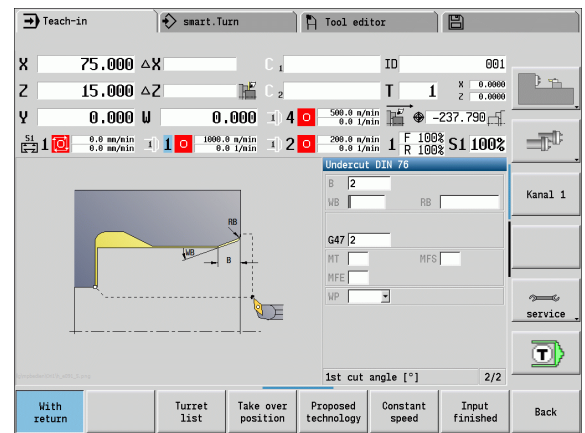 Teach-in
smart.Turn
Tool editor
X 75.000 ΔX C 1 ID 001
Z 15.000 ΔZ C 2 T 1 X 0.0000
Z 0.0000
Y 0.000 W 0.000 4 500.0 m/min
0.0 1/min -237.790
S1 1 0.0 mm/min
0.0 mm/min 1 1 1000.0 m/min
0.0 1/min 2 200.0 m/min
0.0 1/min 1 F 100%
R 100% S1 100%
Undercut DIN 76
B 2
WB RB
G47 2
MT MFS
MFE
WP
1st cut angle [°] 2/2
RB
WB
B
Kanal 1
service
T
With return
Turret list
Take over position
Proposed technology
Constant speed
Input finished
Back